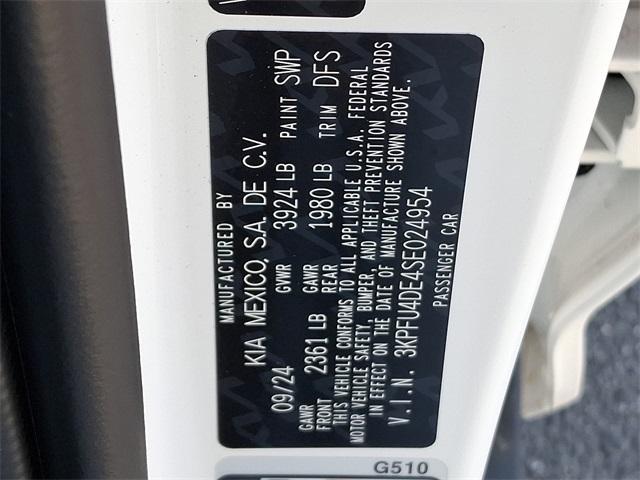 MANUFACTURED BY
KIA MEXICO, S.A. DE C.V.
09/24 GVWR 3924 LB PAINT SWP
GAWR FRONT 2361 LB GAWR REAR 1980 LB TRIM DFS
THIS VEHICLE CONFORMS TO ALL APPLICABLE U.S.A. FEDERAL
MOTOR VEHICLE SAFETY, BUMPER, AND THEFT PREVENTION STANDARDS
IN EFFECT ON THE DATE OF MANUFACTURE SHOWN ABOVE.
V.I.N. 3KPFU4DE4SE024954
PASSENGER CAR
G510